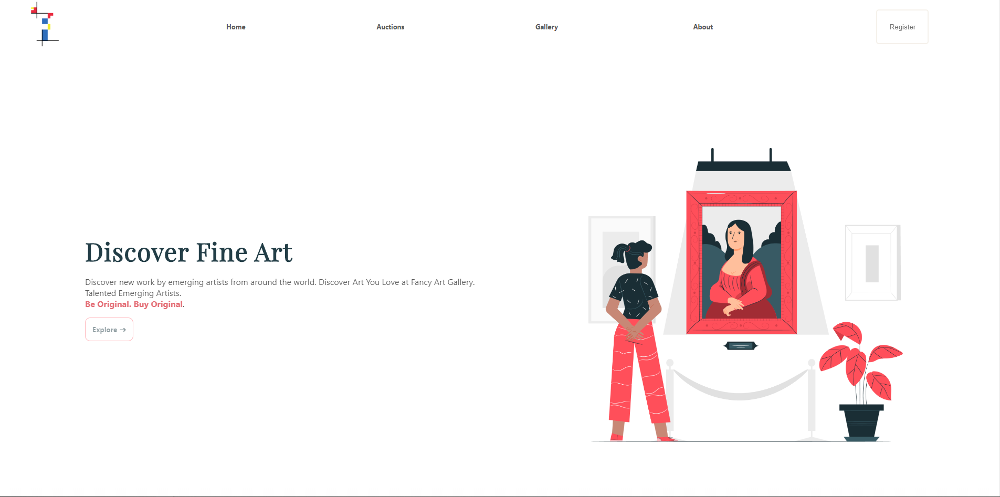 Home
Auctions
Gallery
About
Register
Discover Fine Art
Discover new work by emerging artists from around the world. Discover Art You Love at Fancy Art Gallery.
Talented Emerging Artists.
Be Original. Buy Original.
Explore →